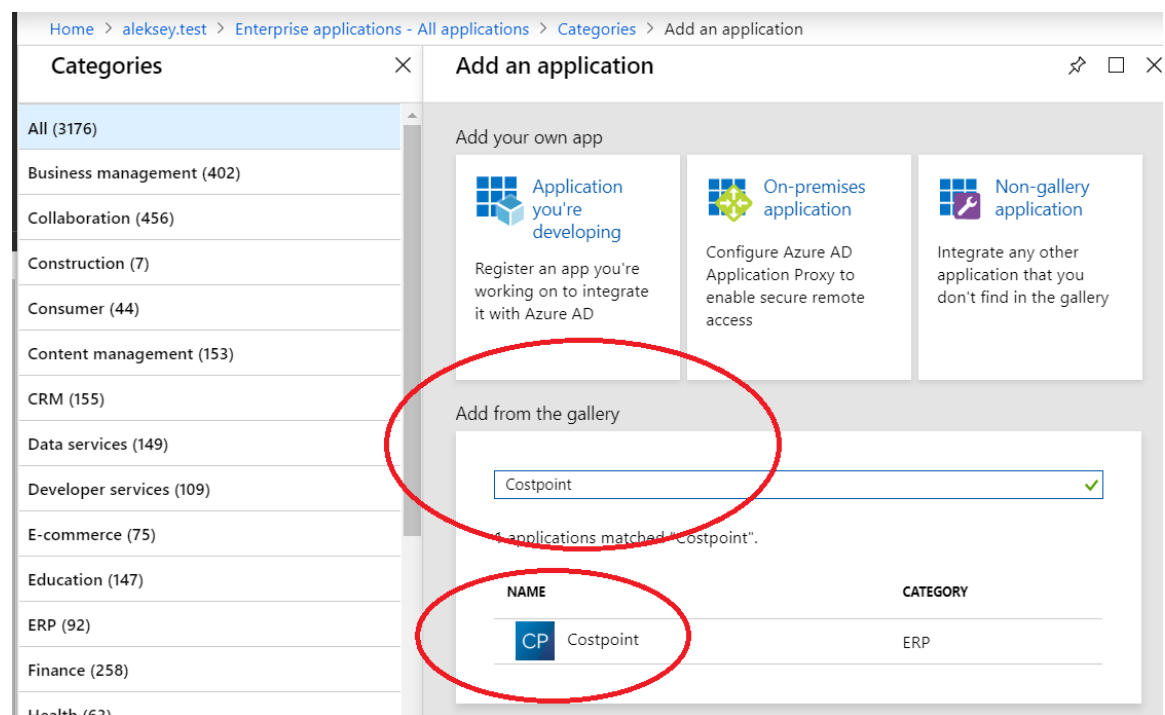 Home > aleksey.test > Enterprise applications - All applications > Categories > Add an application
Categories
All (3176)
Business management (402)
Collaboration (456)
Construction (7)
Consumer (44)
Content management (153)
CRM (155)
Data services (149)
Developer services (109)
E-commerce (75)
Education (147)
ERP (92)
Finance (258)
Health (63)
Add an application
Add your own app
Application
you're
developing
Register an app you're
working on to integrate
it with Azure AD
On-premises
application
Configure Azure AD
Application Proxy to
enable secure remote
access
Non-gallery
application
Integrate any other
application that you
don't find in the gallery
Add from the gallery
Costpoint
1 applications matched "Costpoint".
NAME CATEGORY
CP Costpoint ERP